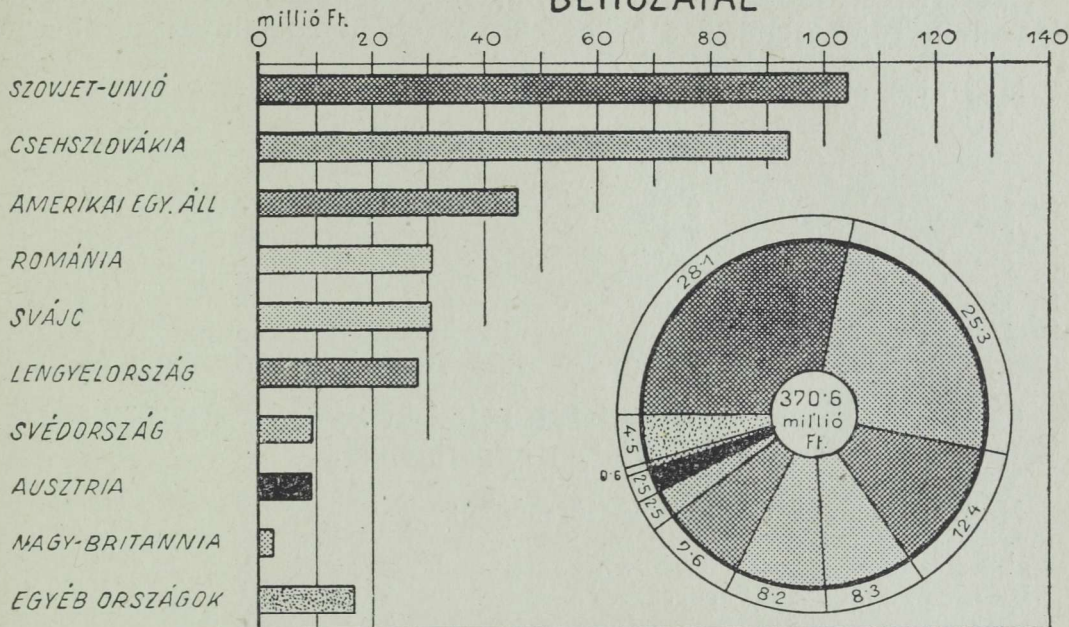 BEHOZATAL
millió Ft.
0 20 40 60 80 100 120 140
SZOVJET-UNIÓ
CSEHSZLOVÁKIA
AMERIKAI EGY. ÁLL
ROMÁNIA
SVÁJC
LENGYELORSZÁG
SVÉDORSZÁG
AUSZTRIA
NAGY-BRITANNIA
EGYÉB ORSZÁGOK
28·1
25·3
12·4
8·3
8·2
7·6
2·5
2·5
0·6
4·5
370·6
millió
Ft.